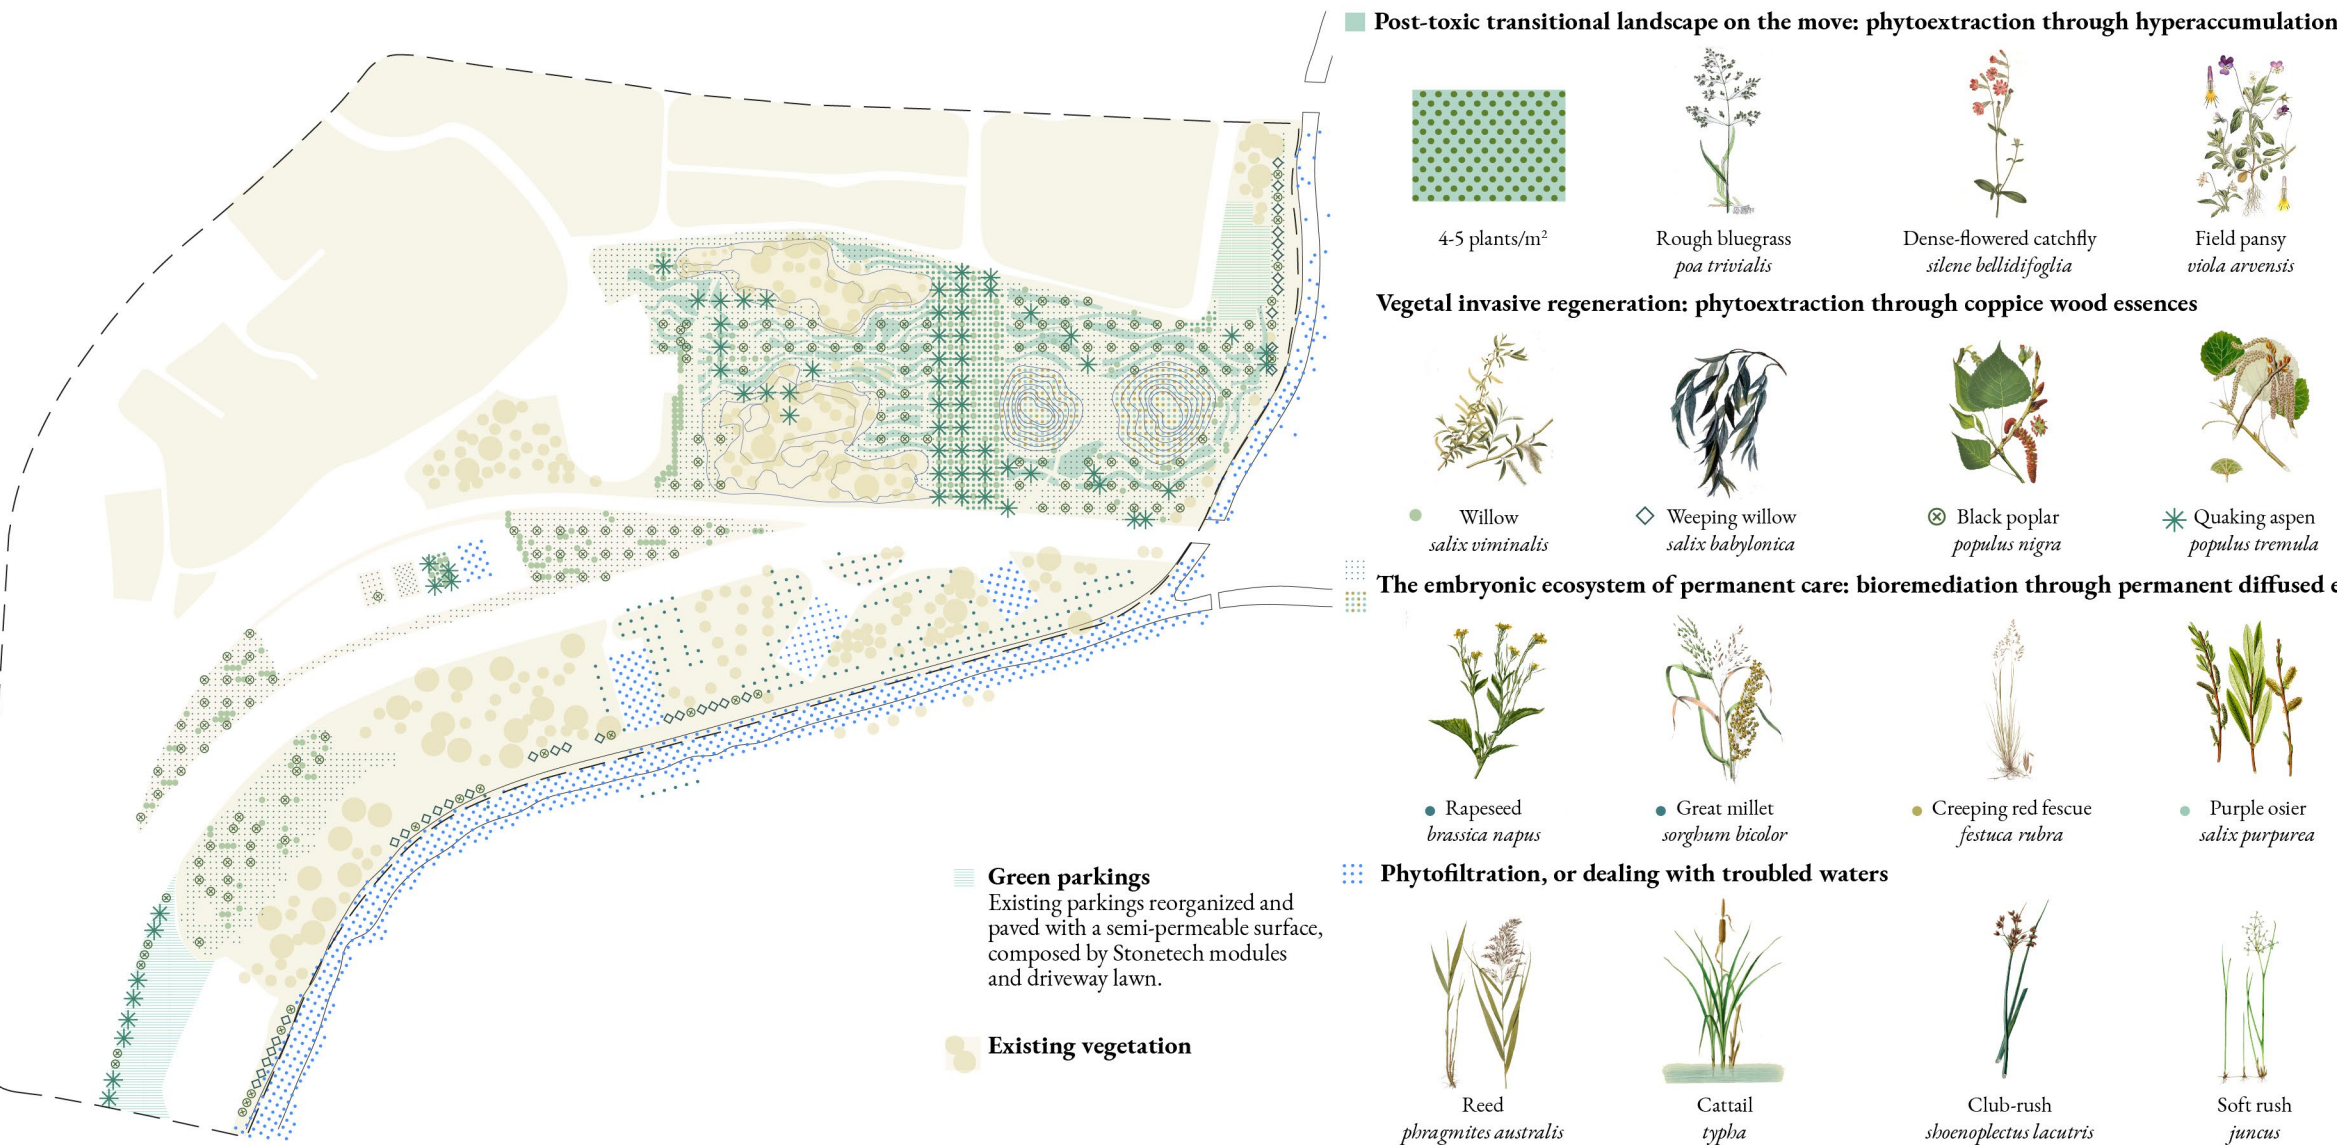 Post-toxic transitional landscape on the move: phytoextraction through hyperaccumulation
4-5 plants/m²
Rough bluegrass
poa trivialis
Dense-flowered catchfly
silene bellidifoglia
Field pansy
viola arvensis
Vegetal invasive regeneration: phytoextraction through coppice wood essences
Willow
salix viminalis
Weeping willow
salix babylonica
Black poplar
populus nigra
Quaking aspen
populus tremula
The embryonic ecosystem of permanent care: bioremediation through permanent diffused e
Rapeseed
brassica napus
Great millet
sorghum bicolor
Creeping red fescue
festuca rubra
Purple osier
salix purpurea
Phytofiltration, or dealing with troubled waters
Reed
phragmites australis
Cattail
typha
Club-rush
shoenoplectus lacutris
Soft rush
juncus
Green parkings
Existing parkings reorganized and
paved with a semi-permeable surface,
composed by Stonetech modules
and driveway lawn.
Existing vegetation